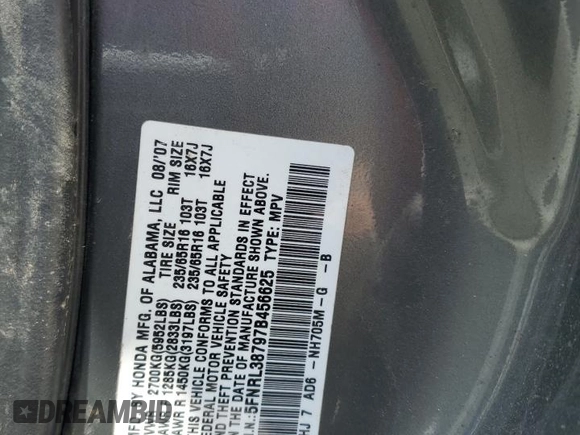 MFD. BY HONDA MFG. OF ALABAMA, LLC 08/'07
GVWR 2700KG(5952LBS) TIRE SIZE RIM SIZE
GAWR F 1285KG(2833LBS) 235/65R16 103T 16X7J
GAWR R 1450KG(3197LBS) 235/65R16 103T 16X7J
THIS VEHICLE CONFORMS TO ALL APPLICABLE
FEDERAL MOTOR VEHICLE SAFETY
AND THEFT PREVENTION STANDARDS IN EFFECT
ON THE DATE OF MANUFACTURE SHOWN ABOVE.
V.I.N.: 5FNRL38797B456625 TYPE: MPV
HJ 7 AD6 -NH705M-G -B
© AutoBidCar